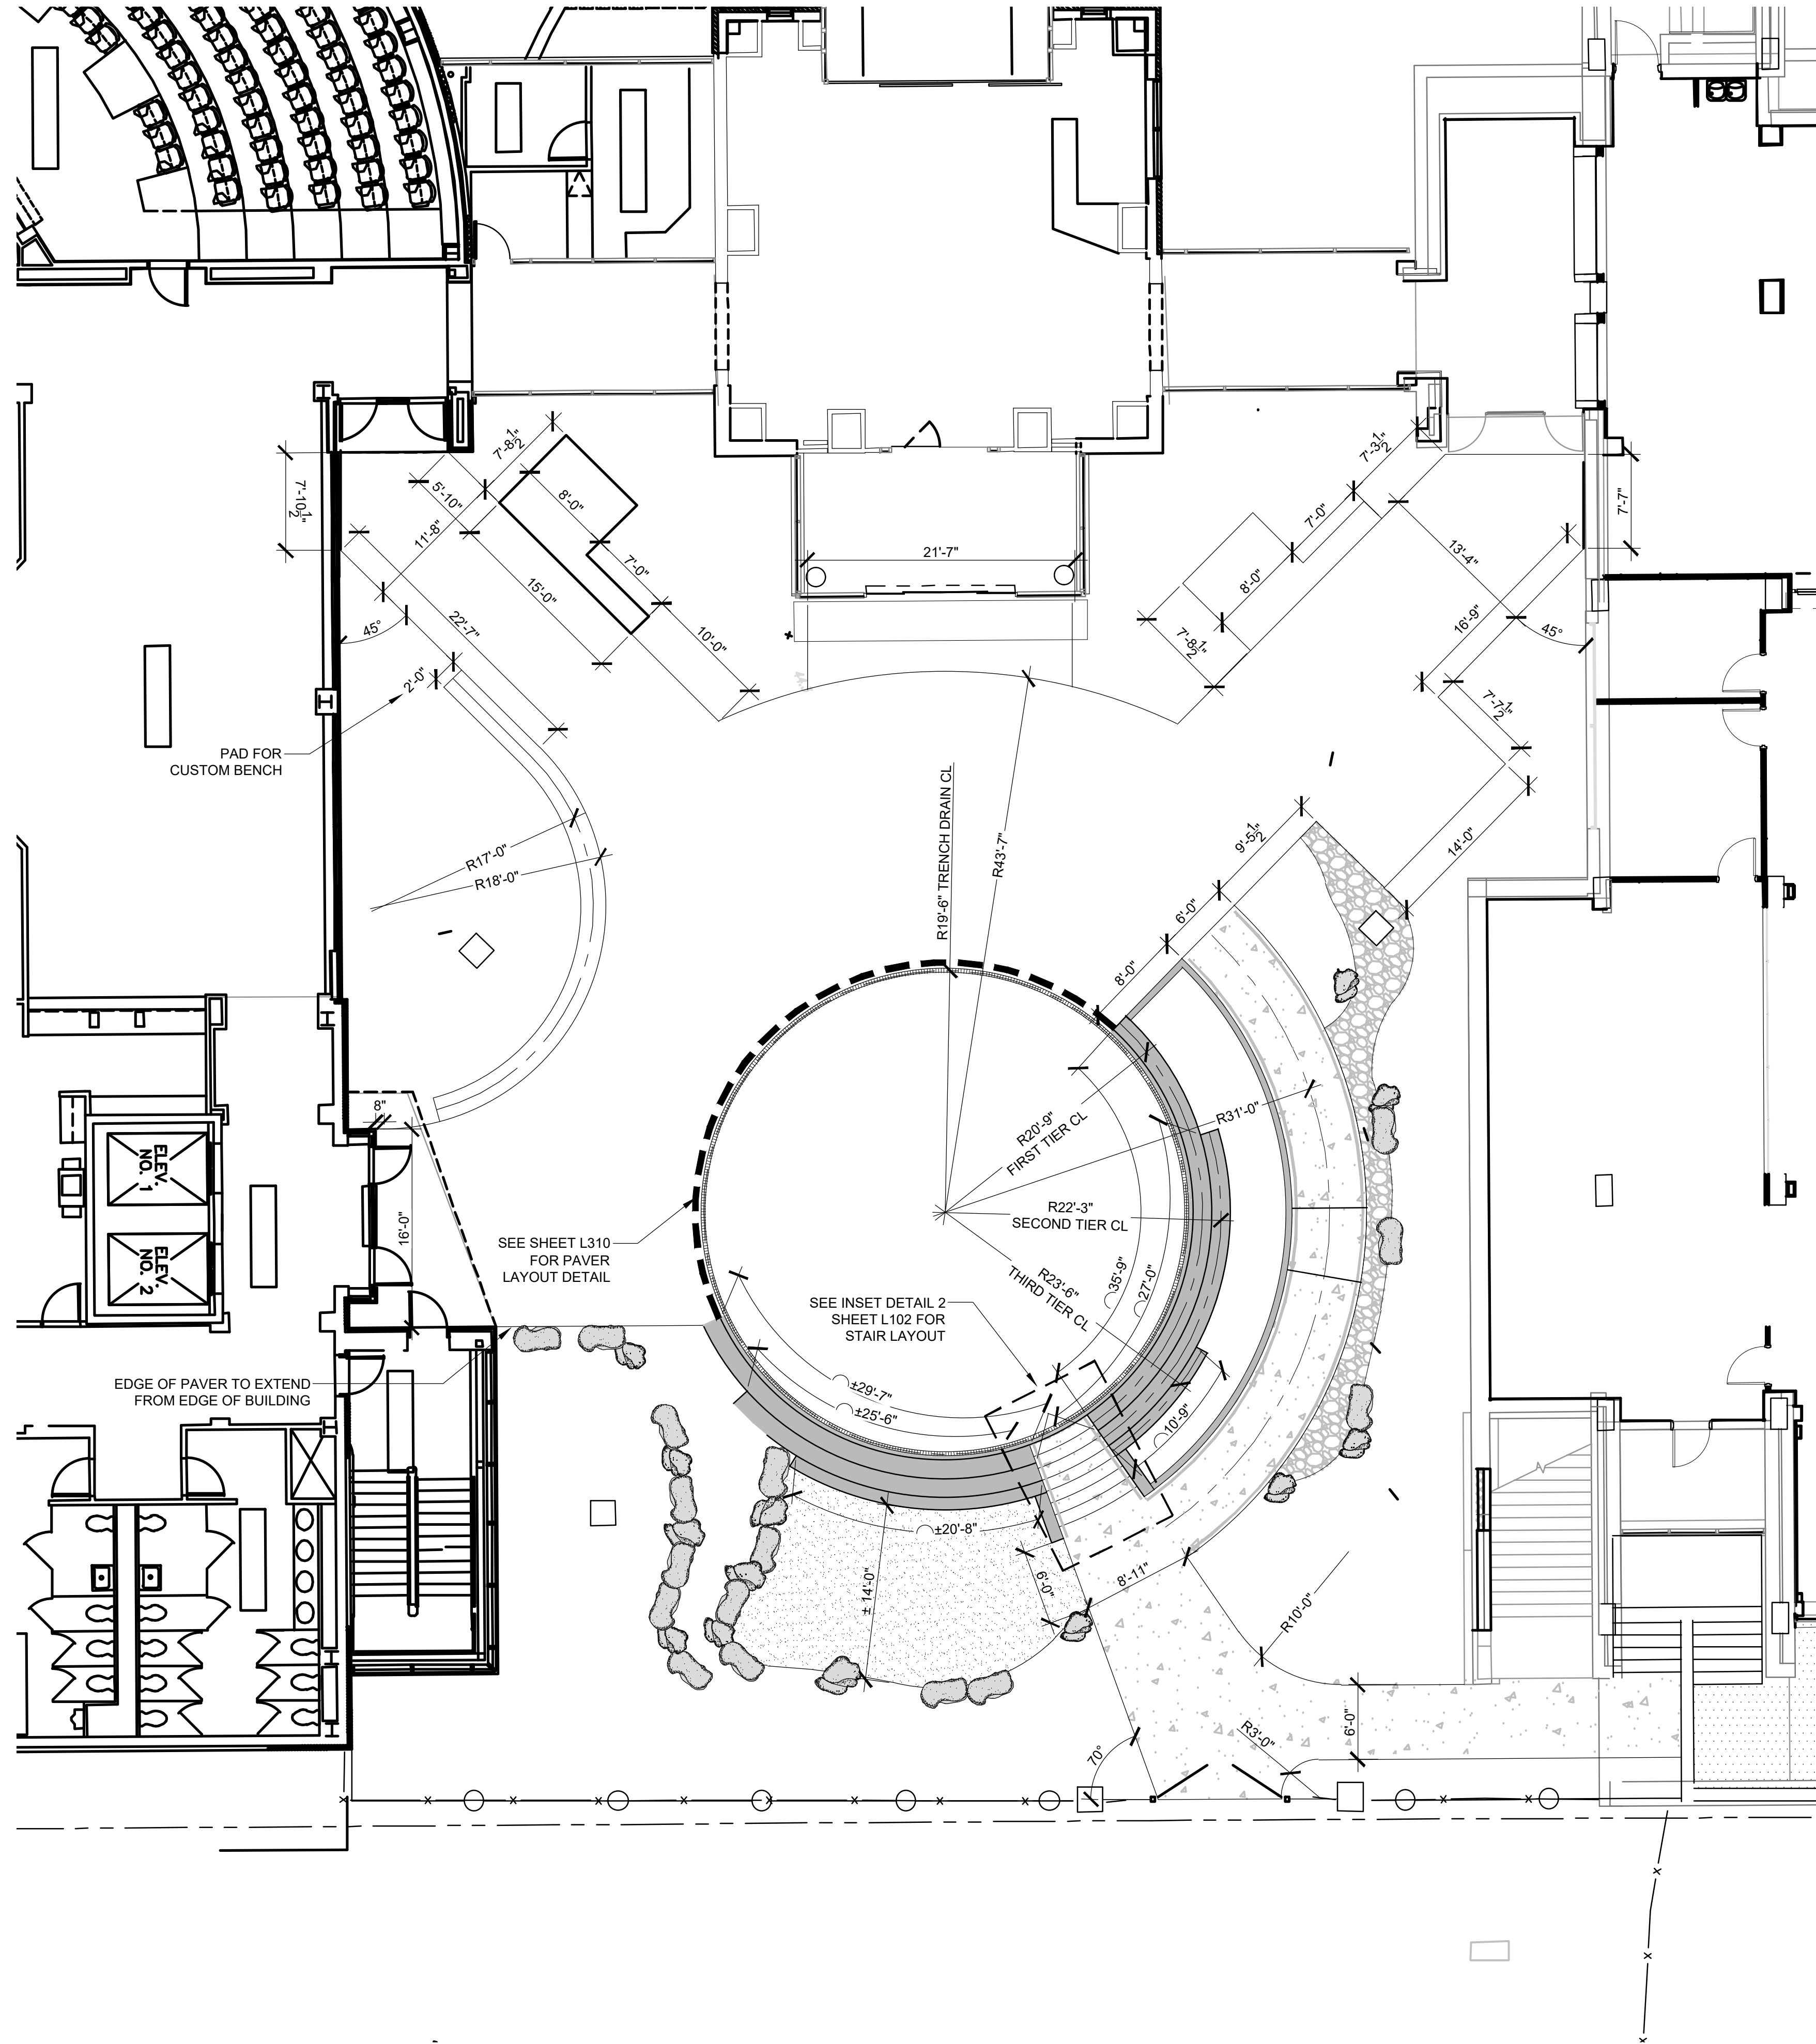 7'-8½"
5'-10"
8'-0"
7'-10½"
11'-8"
15'-0"
7'-0"
22'-7"
45°
10'-0"
2'-0"
21'-7"
7'-3½"
7'-0"
7'-7"
13'-4"
8'-0"
16'-9"
45°
7'-8½"
7'-7½"
14'-0"
PAD FOR
CUSTOM BENCH
R17'-0"
R18'-0"
R19'-6" TRENCH DRAIN CL
R43'-7"
9'-5½"
6'-0"
8'-0"
8"
ELEV.
NO. 1
ELEV.
NO. 2
16'-0"
R20'-9"
FIRST TIER CL
R31'-0"
R22'-3"
SECOND TIER CL
R23'-6"
THIRD TIER CL
35'-9"
27'-0"
SEE SHEET L310
FOR PAVER
LAYOUT DETAIL
SEE INSET DETAIL 2
SHEET L102 FOR
STAIR LAYOUT
EDGE OF PAVER TO EXTEND
FROM EDGE OF BUILDING
±29'-7"
±25'-6"
10'-9"
±20'-8"
± 14'-0"
6'-0"
8'-11"
R10'-0"
6'-0"
R3'-0"
70°